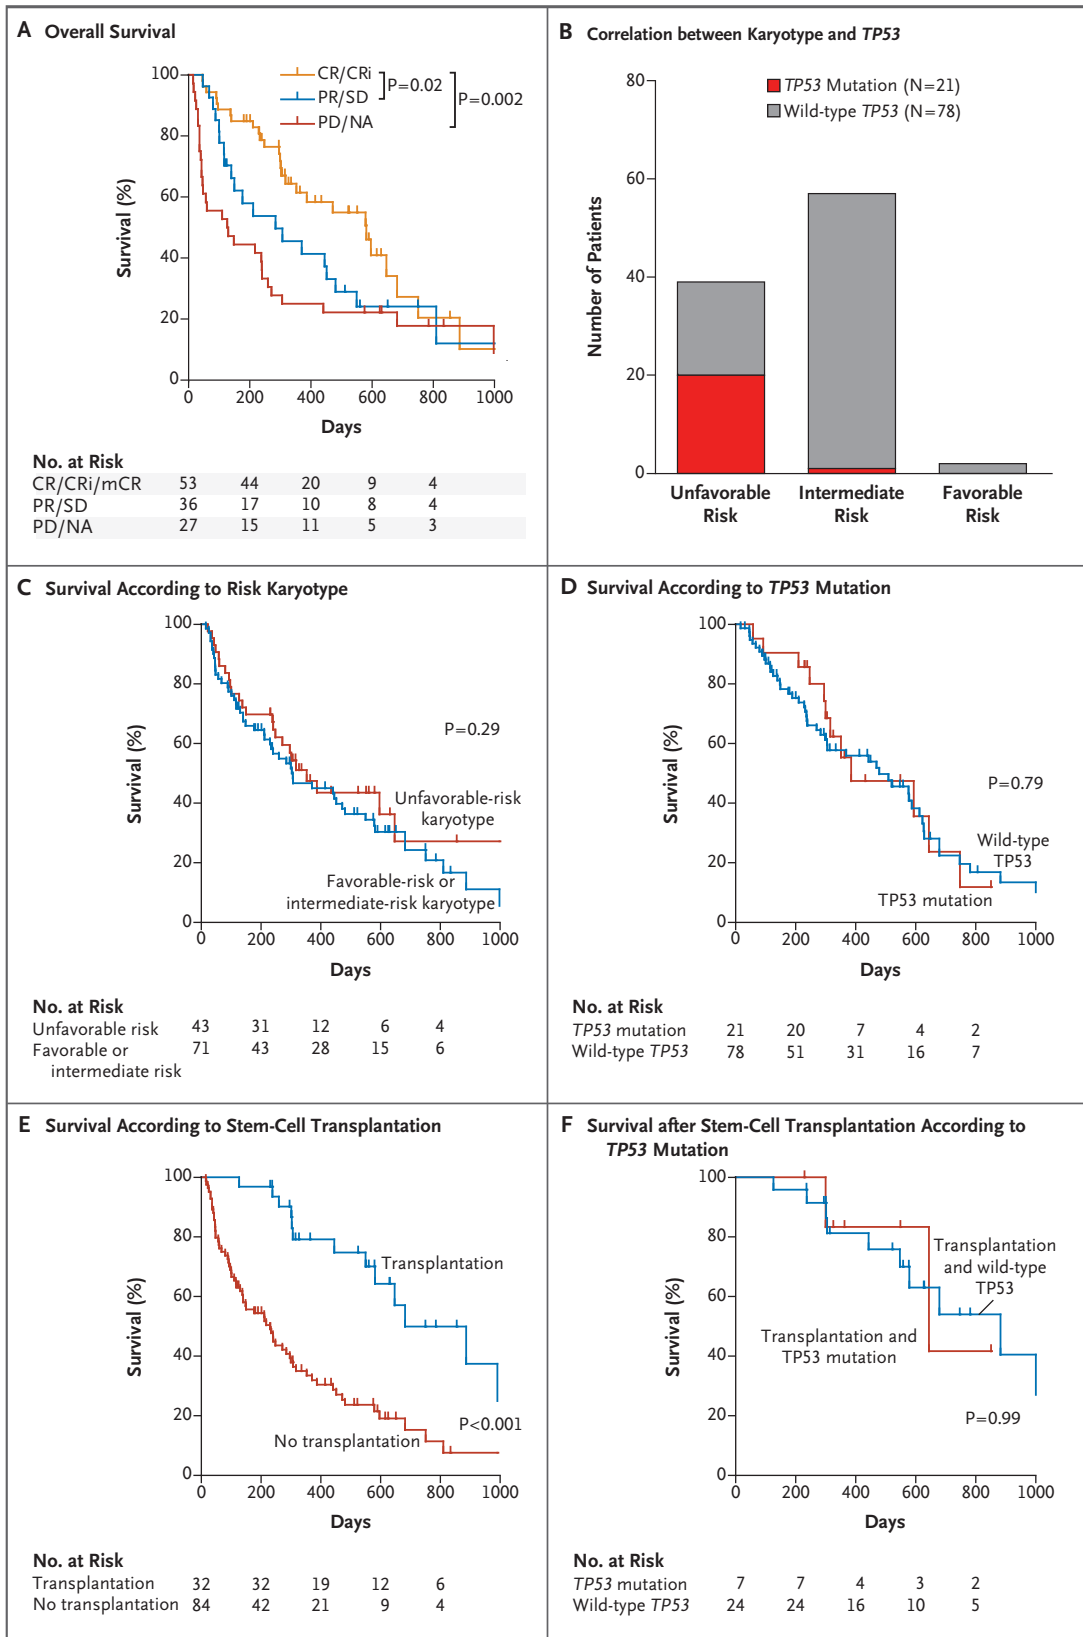 A Overall Survival
100
80
60
40
20
0
Survival (%)
CR/CRi
PR/SD
PD/NA
P=0.02
P=0.002
0 200 400 600 800 1000
Days
No. at Risk
CR/CRi/mCR 53 44 20 9 4
PR/SD 36 17 10 8 4
PD/NA 27 15 11 5 3
B Correlation between Karyotype and TP53
80
60
40
20
0
Number of Patients
TP53 Mutation (N=21)
Wild-type TP53 (N=78)
Unfavorable Risk
Intermediate Risk
Favorable Risk
C Survival According to Risk Karyotype
100
80
60
40
20
0
Survival (%)
P=0.29
Unfavorable-risk
karyotype
Favorable-risk or
intermediate-risk karyotype
0 200 400 600 800 1000
Days
No. at Risk
Unfavorable risk 43 31 12 6 4
Favorable or 71 43 28 15 6
intermediate risk
D Survival According to TP53 Mutation
100
80
60
40
20
0
Survival (%)
P=0.79
Wild-type
TP53
TP53 mutation
0 200 400 600 800 1000
Days
No. at Risk
TP53 mutation 21 20 7 4 2
Wild-type TP53 78 51 31 16 7
E Survival According to Stem-Cell Transplantation
100
80
60
40
20
0
Survival (%)
Transplantation
P<0.001
No transplantation
0 200 400 600 800 1000
Days
No. at Risk
Transplantation 32 32 19 12 6
No transplantation 84 42 21 9 4
F Survival after Stem-Cell Transplantation According to
TP53 Mutation
100
80
60
40
20
0
Survival (%)
Transplantation
and wild-type
TP53
Transplantation and
TP53 mutation
P=0.99
0 200 400 600 800 1000
Days
No. at Risk
TP53 mutation 7 7 4 3 2
Wild-type TP53 24 24 16 10 5